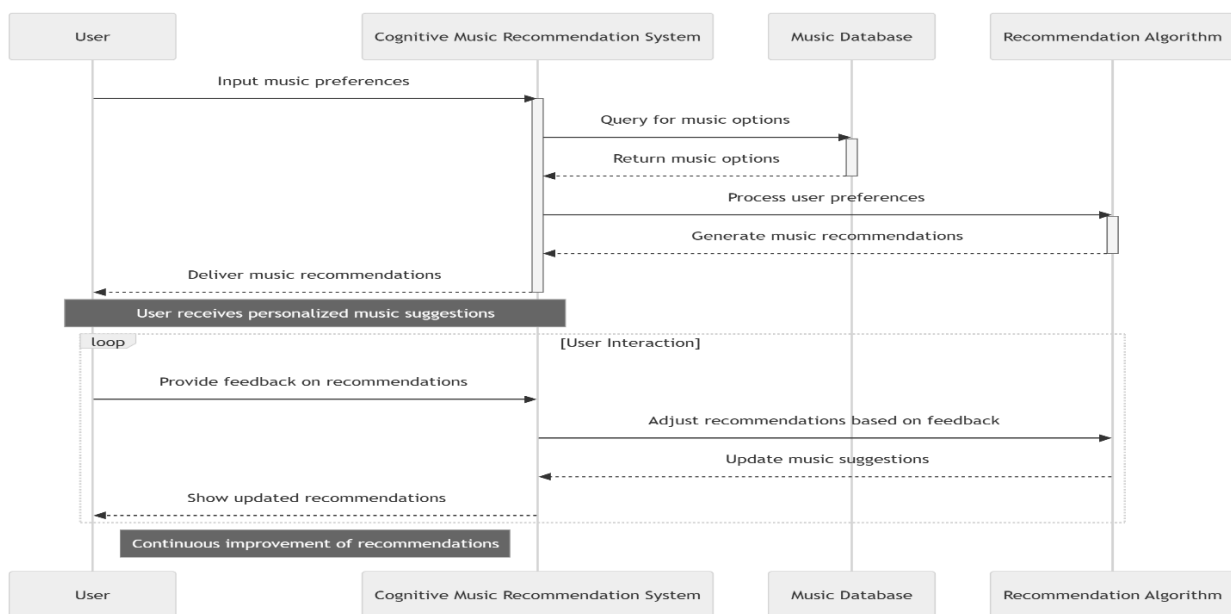 User
Cognitive Music Recommendation System
Music Database
Recommendation Algorithm
Input music preferences
Query for music options
Return music options
Process user preferences
Generate music recommendations
Deliver music recommendations
User receives personalized music suggestions
loop
[User Interaction]
Provide feedback on recommendations
Adjust recommendations based on feedback
Update music suggestions
Show updated recommendations
Continuous improvement of recommendations
User
Cognitive Music Recommendation System
Music Database
Recommendation Algorithm